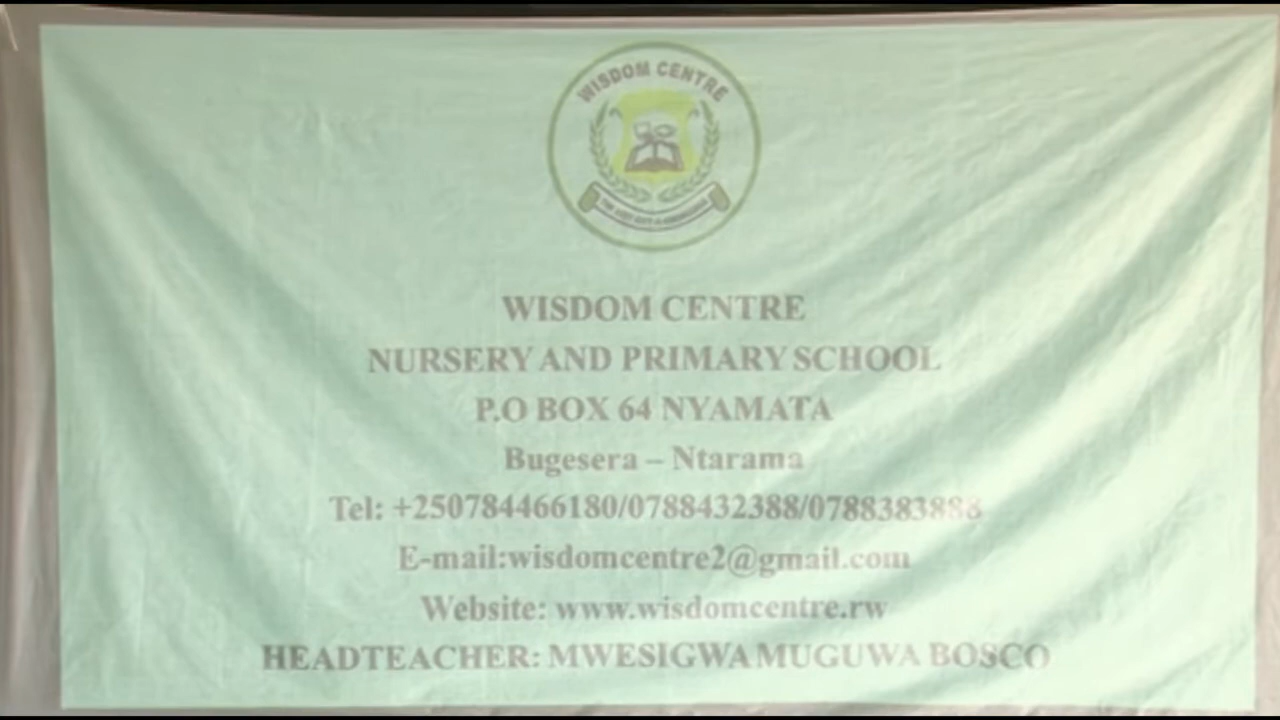 WISDOM CENTRE
WISDOM CENTRE
NURSERY AND PRIMARY SCHOOL
P.O BOX 64 NYAMATA
Bugesera – Ntarama
Tel: +250784466180/0788432388/0788383888
E-mail:wisdomcentre2@gmail.com
Website: www.wisdomcentre.rw
HEADTEACHER: MWESIGWA MUGUWA BOSCO